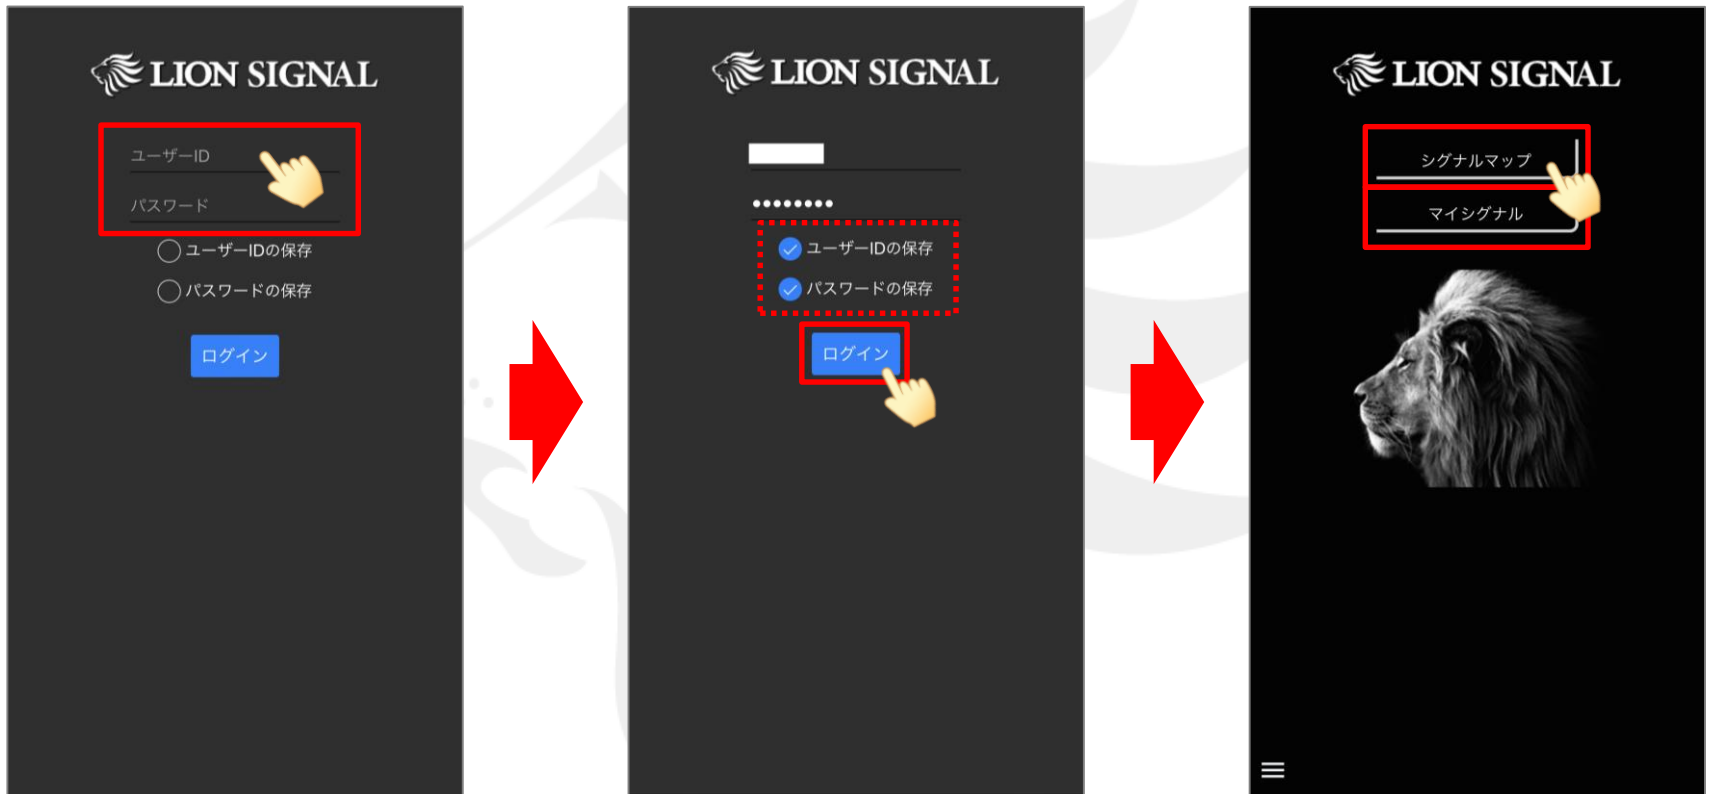 LION SIGNAL
ユーザーID
パスワード
ユーザーIDの保存
パスワードの保存
ログイン
LION SIGNAL
ユーザーIDの保存
パスワードの保存
ログイン
LION SIGNAL
シグナルマップ
マイシグナル